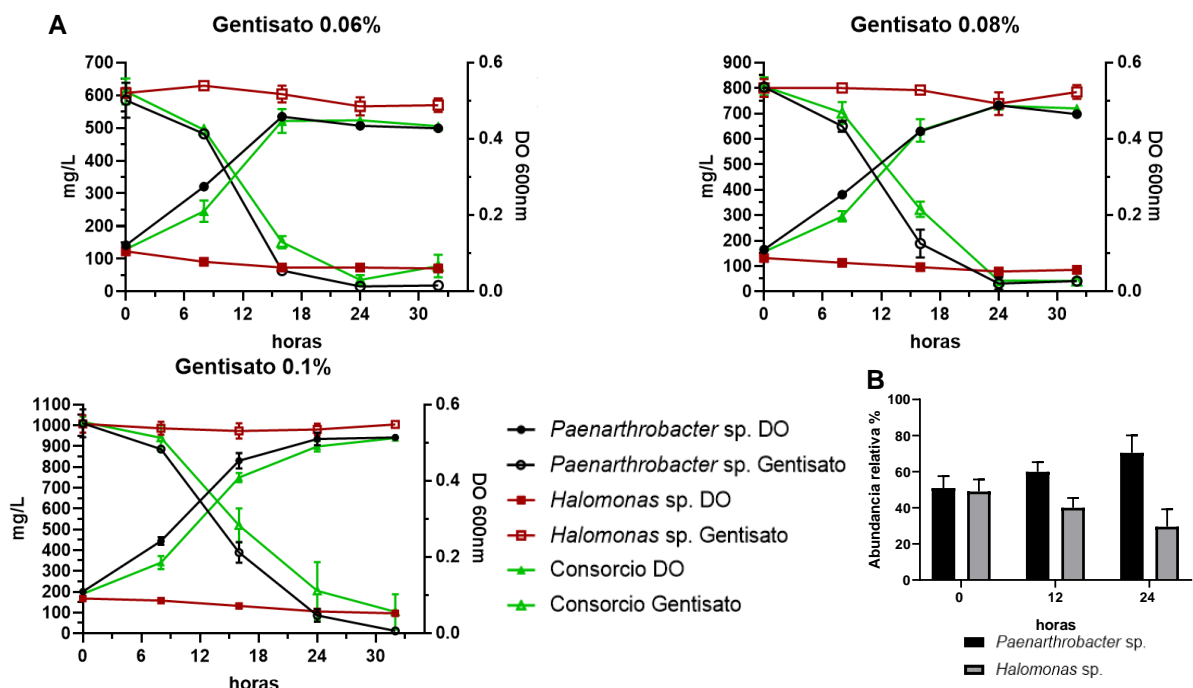 A
Gentisato 0.06%
700
600
500
400
300
200
100
0
mg/L
0.6
0.4
0.2
0.0
DO 600nm
0 6 12 18 24 30
horas
Gentisato 0.08%
900
800
700
600
500
400
300
200
100
0
mg/L
0.6
0.4
0.2
0.0
DO 600nm
0 6 12 18 24 30
horas
Gentisato 0.1%
1100
1000
900
800
700
600
500
400
300
200
100
0
mg/L
0.6
0.4
0.2
0.0
DO 600nm
0 6 12 18 24 30
horas
Paenarthrobacter sp. DO
Paenarthrobacter sp. Gentisato
Halomonas sp. DO
Halomonas sp. Gentisato
Consorcio DO
Consorcio Gentisato
B
100
80
60
40
20
0
Abundancia relativa %
0 12 24
horas
Paenarthrobacter sp.
Halomonas sp.